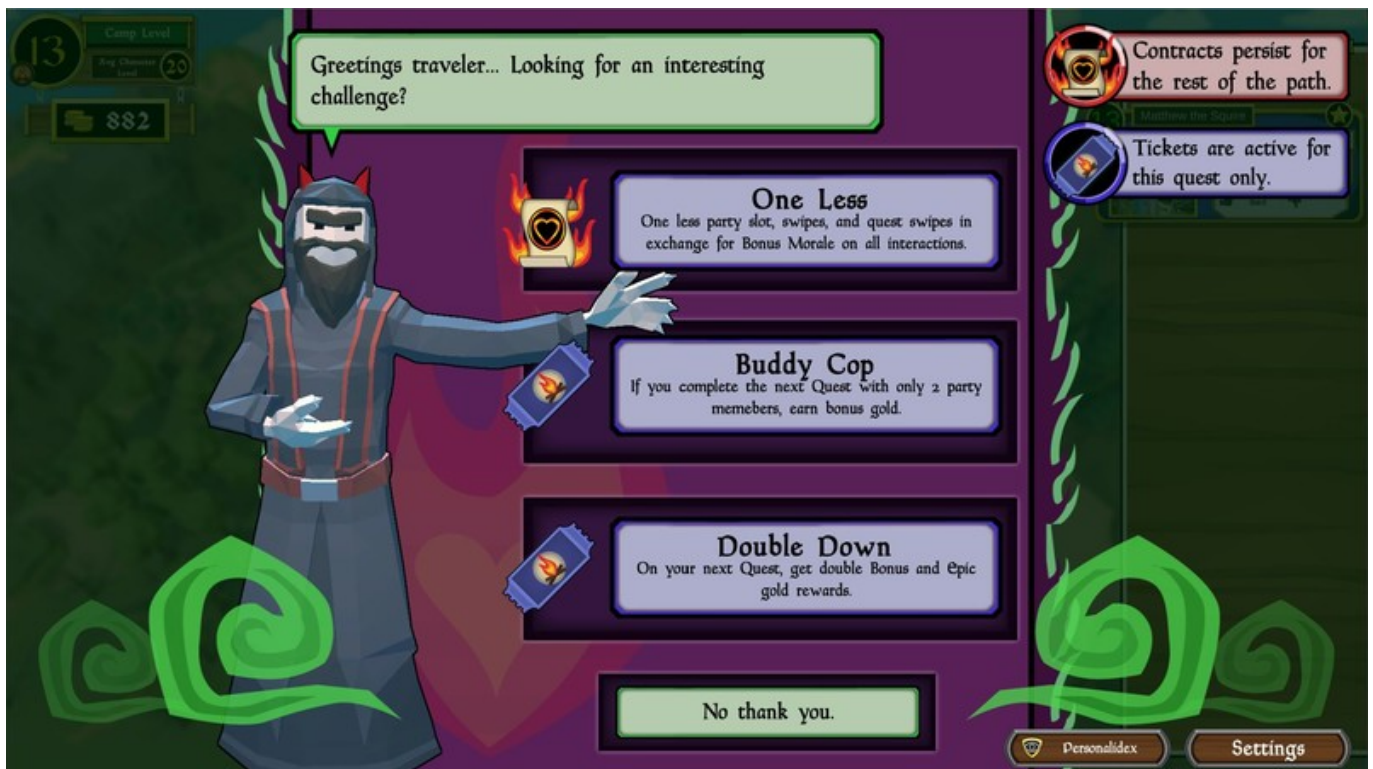 13
Camp Level
Avg Character
Level
20
882
Greetings traveler... Looking for an interesting
challenge?
Contracts persist for
the rest of the path.
Matthew the Squire
Tickets are active for
this quest only.
One Less
One less party slot, swipes, and quest swipes in
exchange for Bonus Morale on all interactions.
Buddy Cop
If you complete the next Quest with only 2 party
memebers, earn bonus gold.
Double Down
On your next Quest, get double Bonus and Epic
gold rewards.
No thank you.
Personalidex
Settings